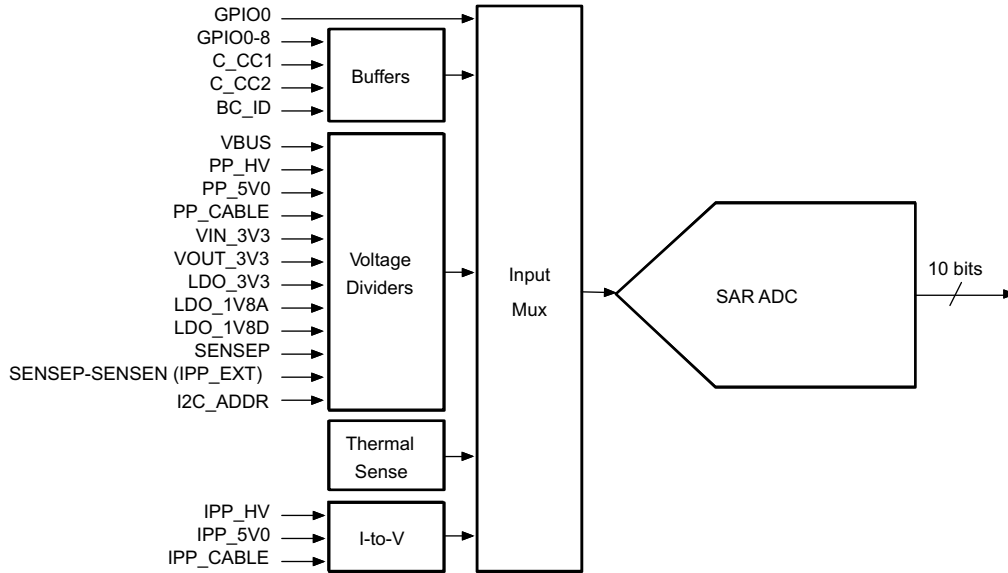 GPIO0
GPIO0-8
C_CC1
C_CC2
BC_ID
Buffers
VBUS
PP_HV
PP_5V0
PP_CABLE
VIN_3V3
VOUT_3V3
LDO_3V3
LDO_1V8A
LDO_1V8D
SENSEP
SENSEP-SENSEN (IPP_EXT)
I2C_ADDR
Voltage
Dividers
Thermal
Sense
IPP_HV
IPP_5V0
IPP_CABLE
I-to-V
Input
Mux
SAR ADC
10 bits